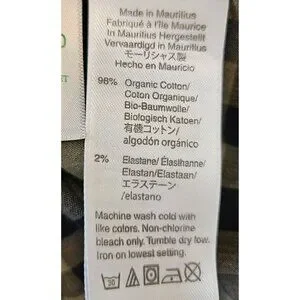 Made in Mauritius
Fabriqué à l'île Maurice
In Mauritius Hergestellt
Vervaardigd in Mauritius
モーリシャス製
Hecho en Mauricio
98% Organic Cotton/
Coton Organique/
Bio-Baumwolle/
Biologisch Katoen/
有機コットン/
algodón orgánico
2% Elastane/ Élasthanne/
Elastan/Elastaan/
エラステーン
/elastano
Machine wash cold with
like colors. Non-chlorine
bleach only. Tumble dry low.
Iron on lowest setting.
30